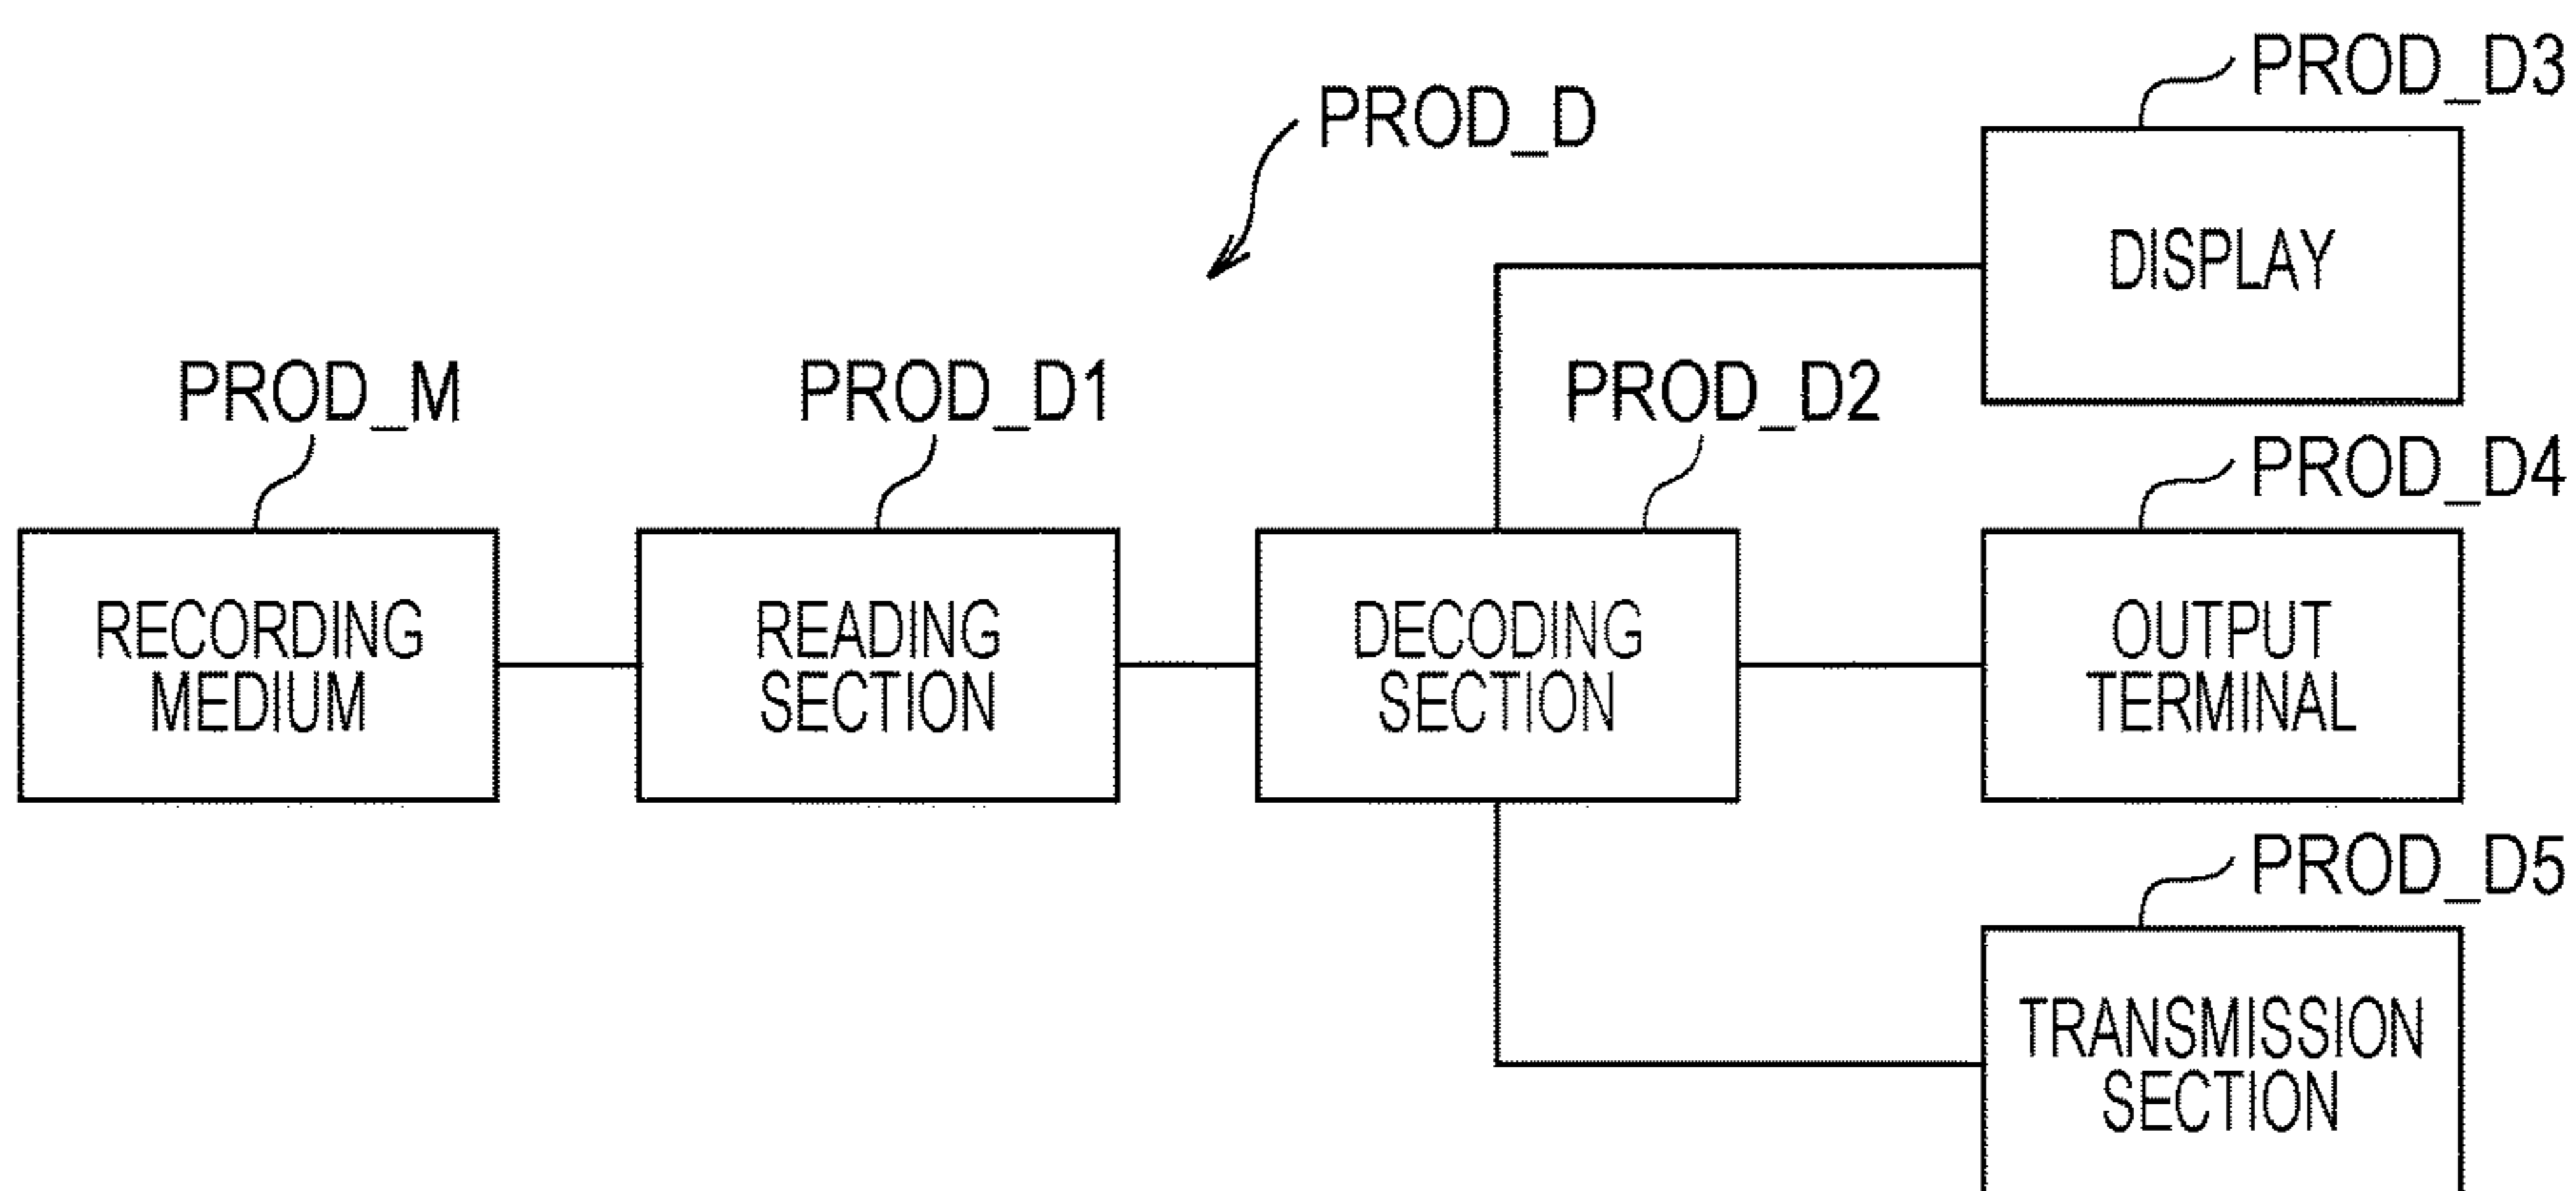 PROD_D3
PROD_D
DISPLAY
PROD_M
PROD_D1
PROD_D2
PROD_D4
RECORDING
MEDIUM
READING
SECTION
DECODING
SECTION
OUTPUT
TERMINAL
PROD_D5
TRANSMISSION
SECTION